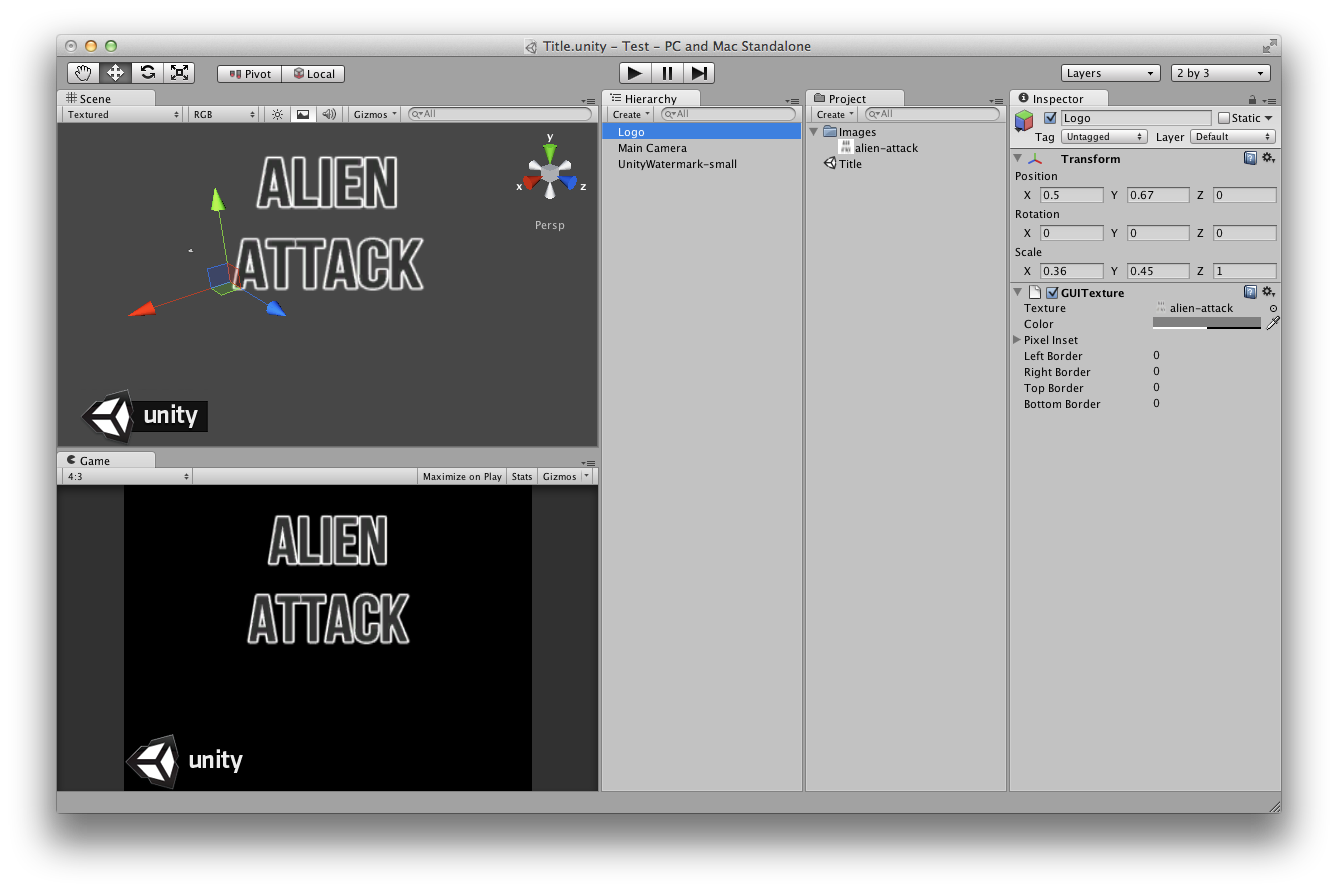 Title.unity – Test – PC and Mac Standalone
Pivot Local Layers 2 by 3
Scene
Textured RGB Gizmos All
y
x z
Persp
ALIEN
ATTACK
unity
Game
4:3 Maximize on Play Stats Gizmos
ALIEN
ATTACK
unity
Hierarchy
Create All
Logo
Main Camera
UnityWatermark-small
Project
Create All
Images
alien-attack
Title
Inspector
Logo Static
Tag Untagged Layer Default
Transform
Position
X 0.5 Y 0.67 Z 0
Rotation
X 0 Y 0 Z 0
Scale
X 0.36 Y 0.45 Z 1
GUITexture
Texture alien-attack
Color
Pixel Inset
Left Border 0
Right Border 0
Top Border 0
Bottom Border 0